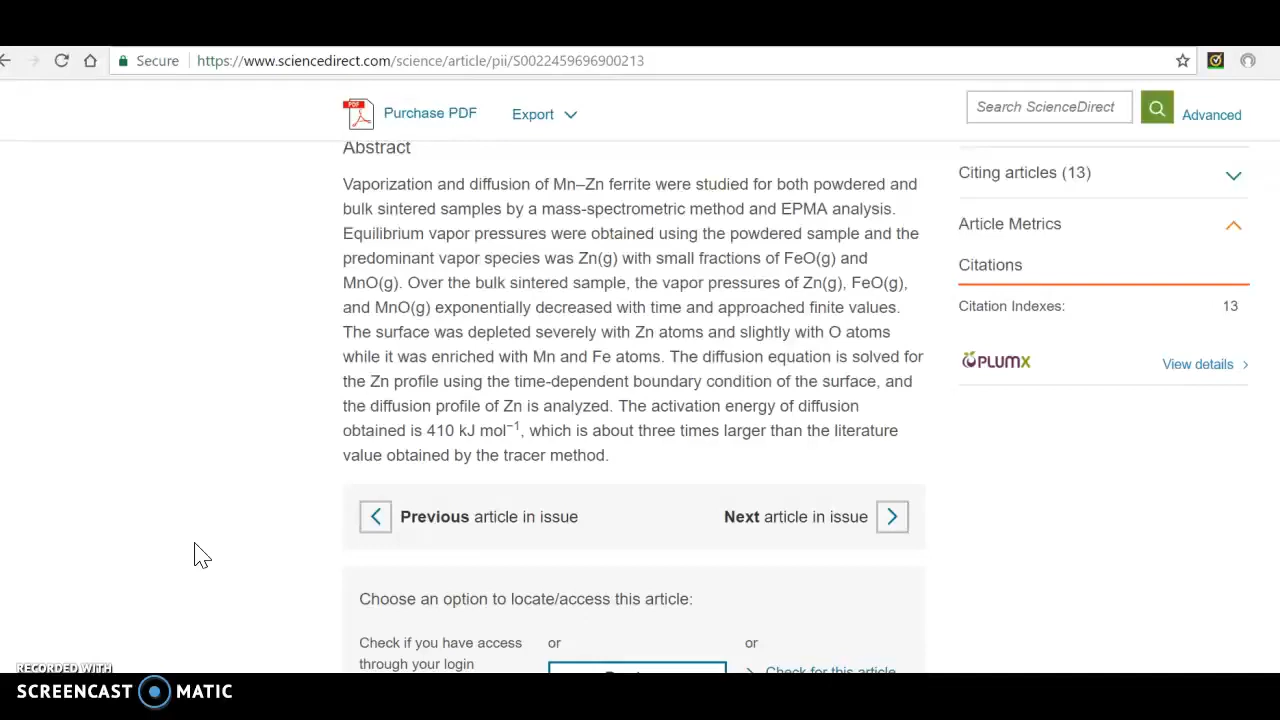 Secure
https://www.sciencedirect.com/science/article/pii/S0022459696900213
PDF
Purchase PDF
Export
Search ScienceDirect
Advanced
Abstract
Vaporization and diffusion of Mn–Zn ferrite were studied for both powdered and
bulk sintered samples by a mass-spectrometric method and EPMA analysis.
Equilibrium vapor pressures were obtained using the powdered sample and the
predominant vapor species was Zn(g) with small fractions of FeO(g) and
MnO(g). Over the bulk sintered sample, the vapor pressures of Zn(g), FeO(g),
and MnO(g) exponentially decreased with time and approached finite values.
The surface was depleted severely with Zn atoms and slightly with O atoms
while it was enriched with Mn and Fe atoms. The diffusion equation is solved for
the Zn profile using the time-dependent boundary condition of the surface, and
the diffusion profile of Zn is analyzed. The activation energy of diffusion
obtained is 410 kJ mol⁻¹, which is about three times larger than the literature
value obtained by the tracer method.
Citing articles (13)
Article Metrics
Citations
Citation Indexes: 13
PLUMX
View details
Previous article in issue
Next article in issue
Choose an option to locate/access this article:
Check if you have access
through your login
or
or
Check for this article
RECORDED WITH
SCREENCAST MATIC